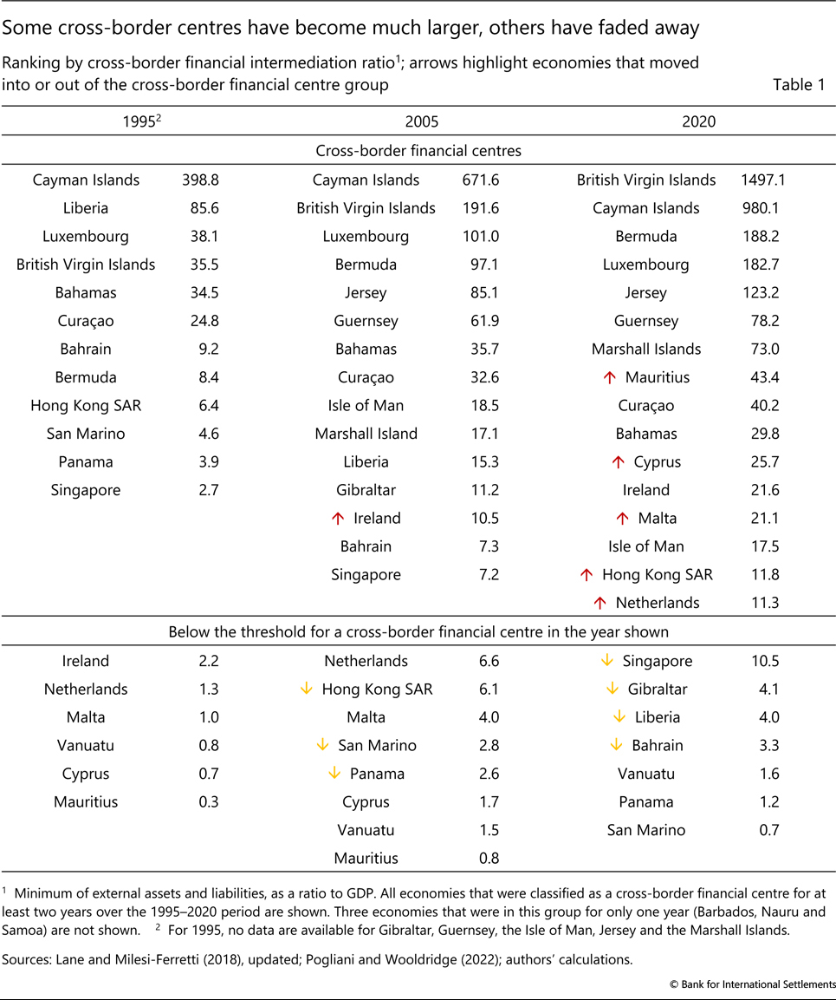 Some cross-border centres have become much larger, others have faded away
Ranking by cross-border financial intermediation ratio¹; arrows highlight economies that moved
into or out of the cross-border financial centre group Table 1
1995² 2005 2020
Cross-border financial centres
Cayman Islands 398.8 Cayman Islands 671.6 British Virgin Islands 1497.1
Liberia 85.6 British Virgin Islands 191.6 Cayman Islands 980.1
Luxembourg 38.1 Luxembourg 101.0 Bermuda 188.2
British Virgin Islands 35.5 Bermuda 97.1 Luxembourg 182.7
Bahamas 34.5 Jersey 85.1 Jersey 123.2
Curaçao 24.8 Guernsey 61.9 Guernsey 78.2
Bahrain 9.2 Bahamas 35.7 Marshall Islands 73.0
Bermuda 8.4 Curaçao 32.6 ↑ Mauritius 43.4
Hong Kong SAR 6.4 Isle of Man 18.5 Curaçao 40.2
San Marino 4.6 Marshall Island 17.1 Bahamas 29.8
Panama 3.9 Liberia 15.3 ↑ Cyprus 25.7
Singapore 2.7 Gibraltar 11.2 Ireland 21.6
↑ Ireland 10.5 ↑ Malta 21.1
Bahrain 7.3 Isle of Man 17.5
Singapore 7.2 ↑ Hong Kong SAR 11.8
↑ Netherlands 11.3
Below the threshold for a cross-border financial centre in the year shown
Ireland 2.2 Netherlands 6.6 ↓ Singapore 10.5
Netherlands 1.3 ↓ Hong Kong SAR 6.1 ↓ Gibraltar 4.1
Malta 1.0 Malta 4.0 ↓ Liberia 4.0
Vanuatu 0.8 ↓ San Marino 2.8 ↓ Bahrain 3.3
Cyprus 0.7 ↓ Panama 2.6 Vanuatu 1.6
Mauritius 0.3 Cyprus 1.7 Panama 1.2
Vanuatu 1.5 San Marino 0.7
Mauritius 0.8
¹ Minimum of external assets and liabilities, as a ratio to GDP. All economies that were classified as a cross-border financial centre for at
least two years over the 1995–2020 period are shown. Three economies that were in this group for only one year (Barbados, Nauru and
Samoa) are not shown. ² For 1995, no data are available for Gibraltar, Guernsey, the Isle of Man, Jersey and the Marshall Islands.
Sources: Lane and Milesi-Ferretti (2018), updated; Pogliani and Wooldridge (2022); authors’ calculations.
© Bank for International Settlements